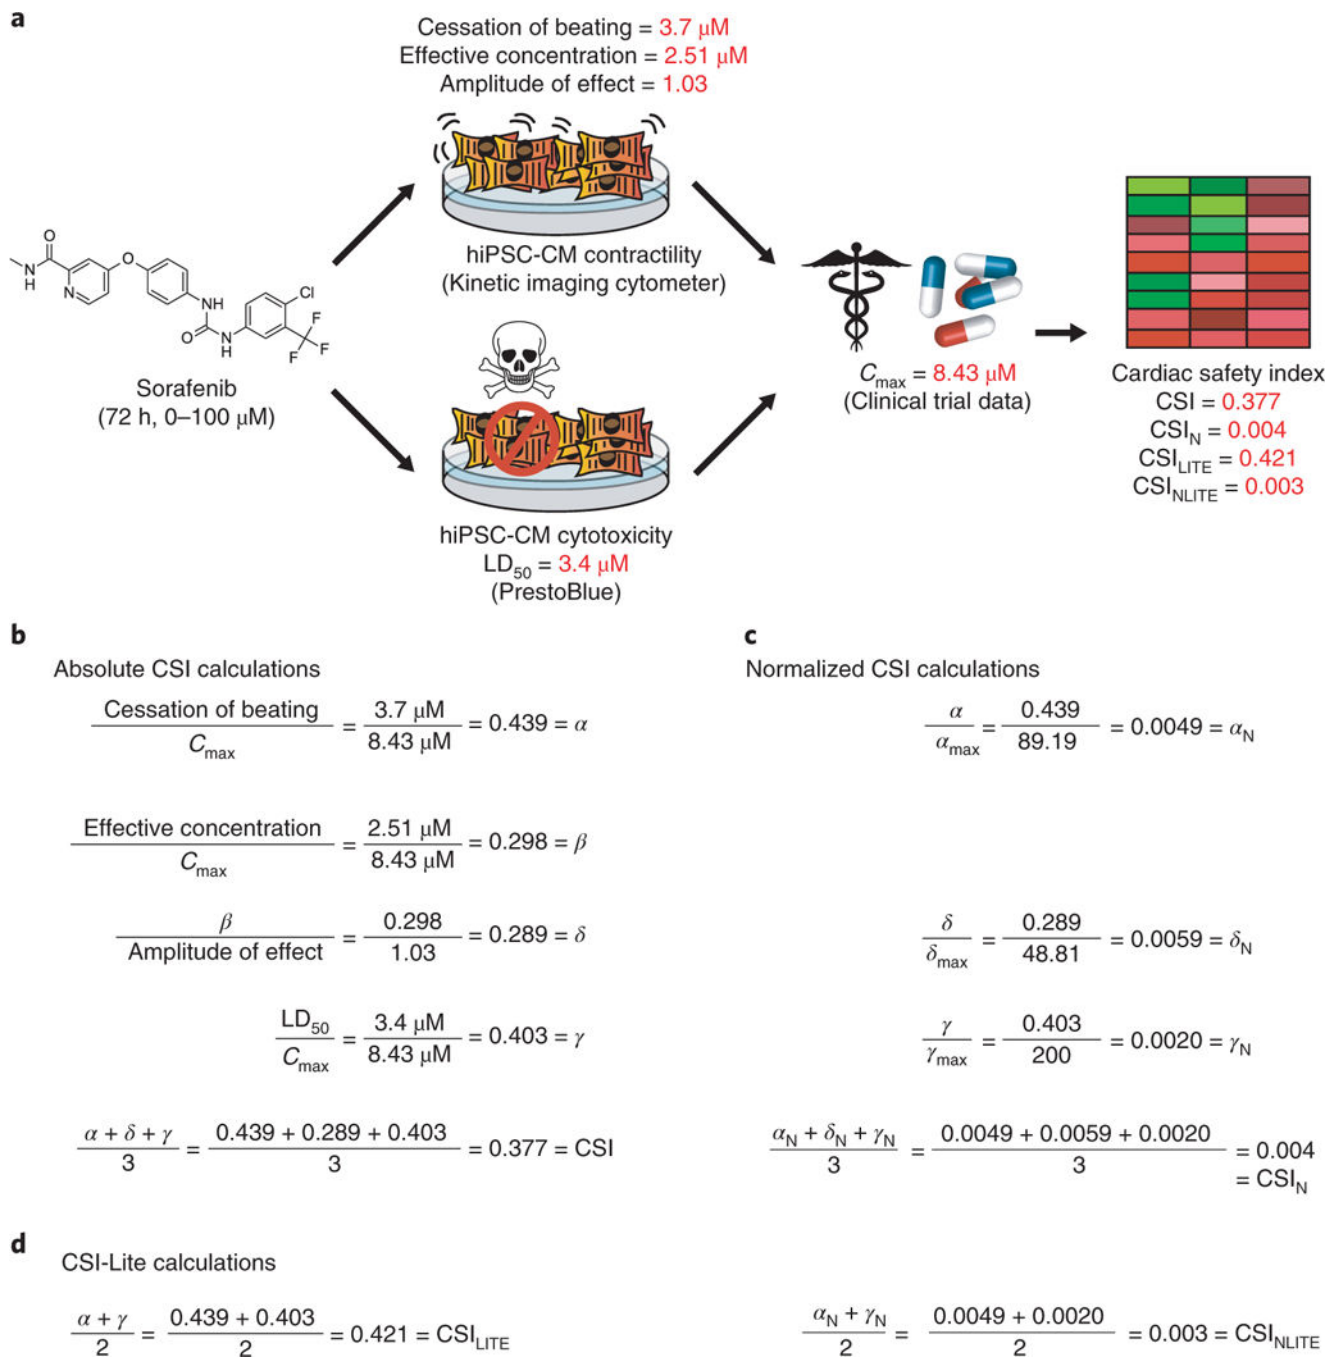 a
Cessation of beating = 3.7 μM
Effective concentration = 2.51 μM
Amplitude of effect = 1.03
hiPSC-CM contractility
(Kinetic imaging cytometer)
O
N
H
N
O
H
N
O
N
H
Cl
F
F
F
Sorafenib
(72 h, 0–100 μM)
hiPSC-CM cytotoxicity
LD50 = 3.4 μM
(PrestoBlue)
Cmax = 8.43 μM
(Clinical trial data)
Cardiac safety index
CSI = 0.377
CSIN = 0.004
CSILITE = 0.421
CSINLITE = 0.003
b
Absolute CSI calculations
Cessation of beating / Cmax = 3.7 μM / 8.43 μM = 0.439 = α
Effective concentration / Cmax = 2.51 μM / 8.43 μM = 0.298 = β
β / Amplitude of effect = 0.298 / 1.03 = 0.289 = δ
LD50 / Cmax = 3.4 μM / 8.43 μM = 0.403 = γ
α + δ + γ / 3 = 0.439 + 0.289 + 0.403 / 3 = 0.377 = CSI
c
Normalized CSI calculations
α / αmax = 0.439 / 89.19 = 0.0049 = αN
δ / δmax = 0.289 / 48.81 = 0.0059 = δN
γ / γmax = 0.403 / 200 = 0.0020 = γN
αN + δN + γN / 3 = 0.0049 + 0.0059 + 0.0020 / 3 = 0.004
= CSIN
d
CSI-Lite calculations
α + γ / 2 = 0.439 + 0.403 / 2 = 0.421 = CSILITE
αN + γN / 2 = 0.0049 + 0.0020 / 2 = 0.003 = CSINLITE